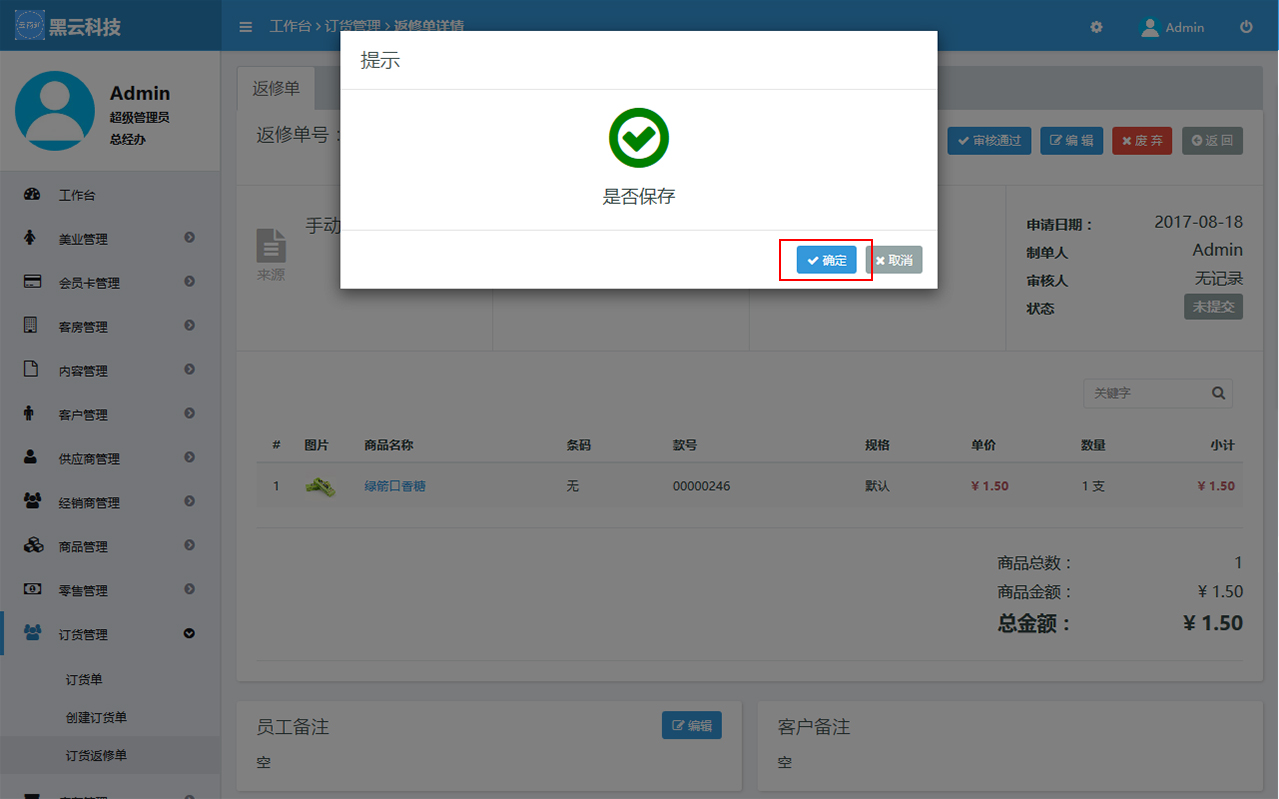 黑云科技
工作台 > 订货管理 > 返修单详情
Admin
Admin
超级管理员
总经办
工作台
美业管理
会员卡管理
客房管理
内容管理
客户管理
供应商管理
经销商管理
商品管理
零售管理
订货管理
订货单
创建订货单
订货返修单
提示
是否保存
确定
取消
返修单
返修单号：
审核通过
编 辑
废 弃
返 回
手动
来源
申请日期： 2017-08-18
制单人 Admin
审核人 无记录
状态 未提交
关键字
# 图片 商品名称 条码 款号 规格 单价 数量 小计
1 绿箭口香糖 无 00000246 默认 ¥ 1.50 1 支 ¥ 1.50
商品总数： 1
商品金额： ¥ 1.50
总金额： ¥ 1.50
员工备注
编辑
空
客户备注
空